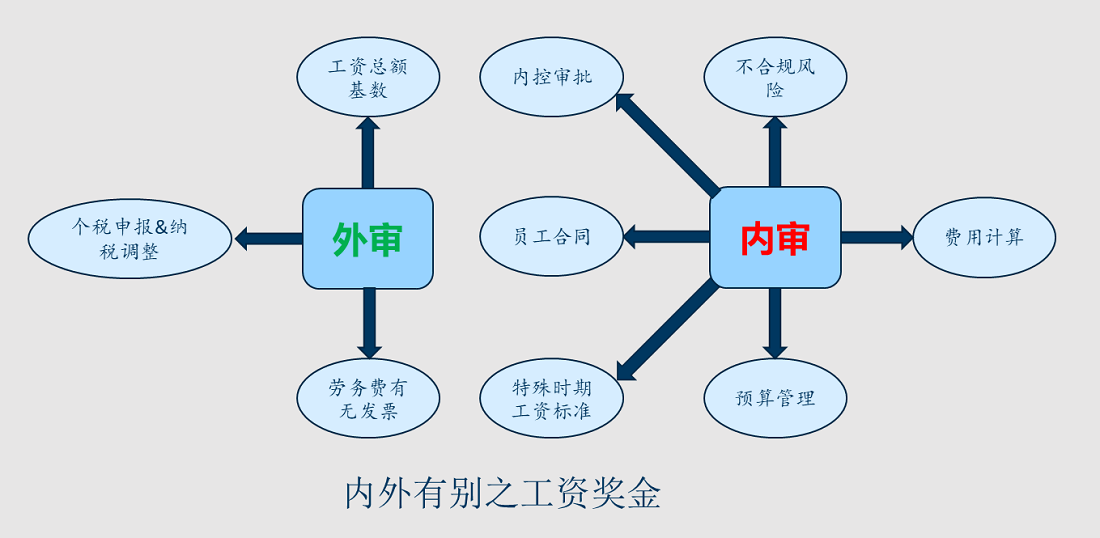 工资总额
基数
内控审批
不合规风
险
个税申报&纳
税调整
外审
员工合同
内审
费用计算
劳务费有
无发票
特殊时期
工资标准
预算管理
内外有别之工资奖金